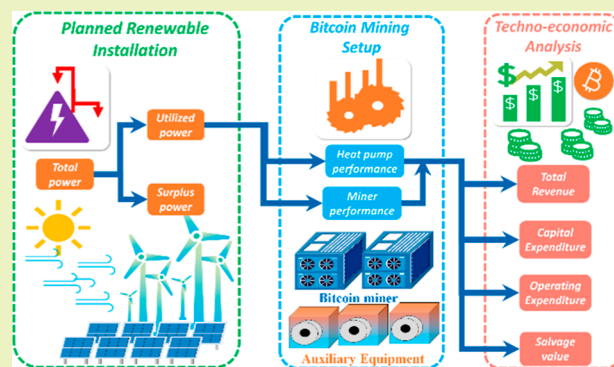 Planned Renewable
Installation
Total
power
Utilized
power
Surplus
power
Bitcoin Mining
Setup
Heat pump
performance
Miner
performance
Bitcoin miner
Auxiliary Equipment
Techno-economic
Analysis
$
$
$
$
Total
Revenue
Capital
Expenditure
Operating
Expenditure
Salvage
value